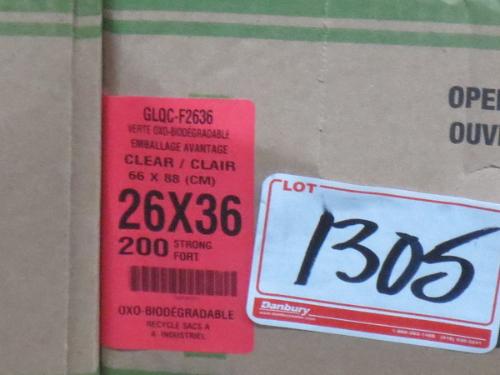 GLQC-F2636
VERTE OXO-BIODEGRADABLE
EMBALLAGE AVANTAGE
CLEAR / CLAIR
66 X 88 (CM)
26X36
200 STRONG
FORT
OXO-BIODEGRADABLE
RECYCLE SACS A
INDUSTRIEL
OPE
OUV
LOT
1305
Danbury